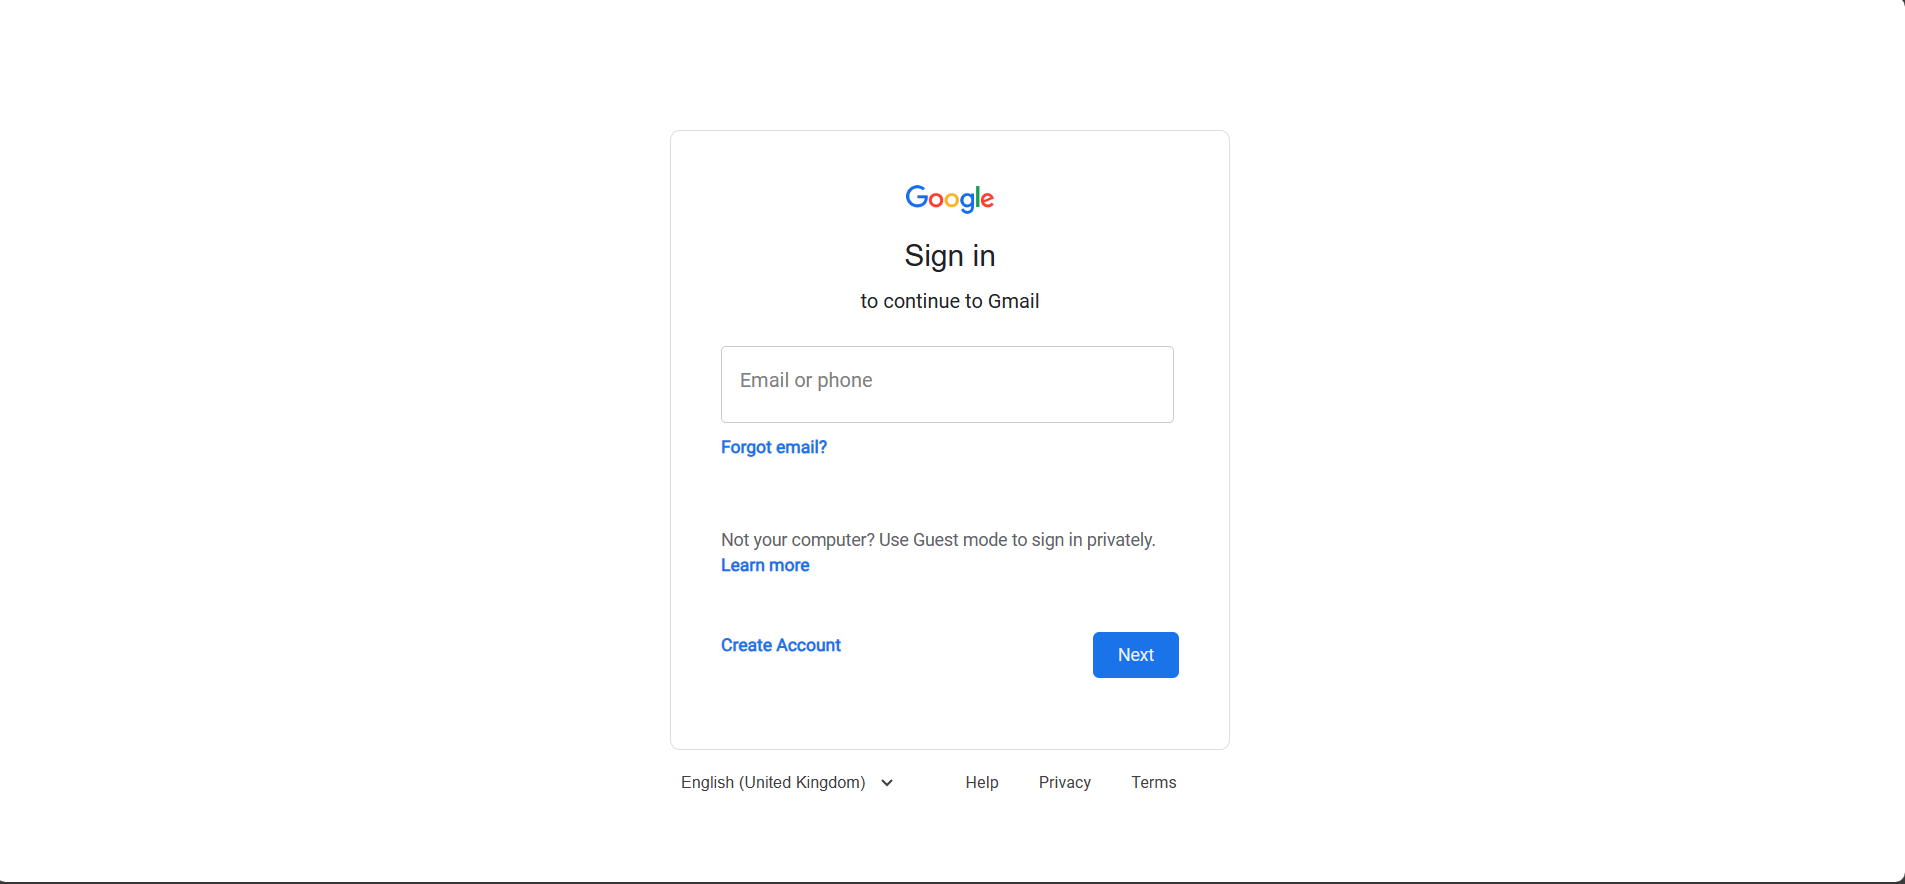 Google
Sign in
to continue to Gmail
Email or phone
Forgot email?
Not your computer? Use Guest mode to sign in privately.
Learn more
Create Account
Next
English (United Kingdom)
Help
Privacy
Terms